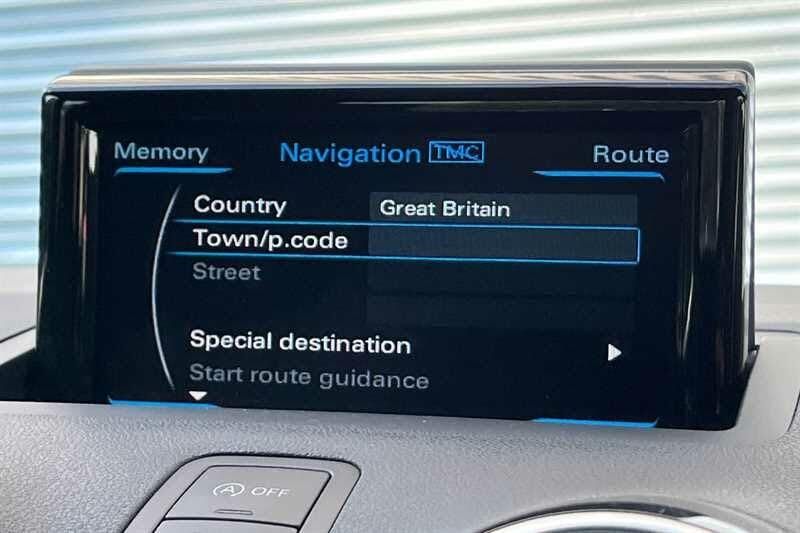 Memory Navigation TMC Route
Country Great Britain
Town/p.code
Street
Special destination
Start route guidance
A OFF